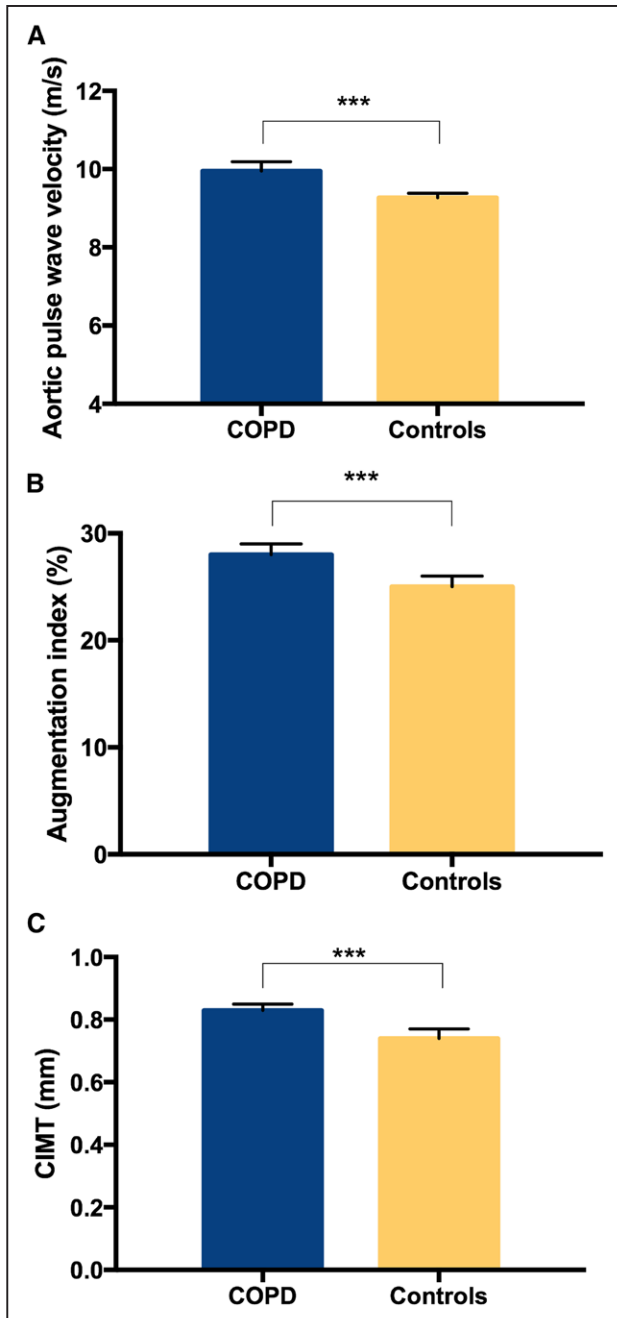 A
Aortic pulse wave velocity (m/s)
12
10
8
6
4
***
COPD
Controls
B
Augmentation index (%)
30
20
10
0
***
COPD
Controls
C
CIMT (mm)
1.0
0.8
0.6
0.4
0.2
0.0
***
COPD
Controls